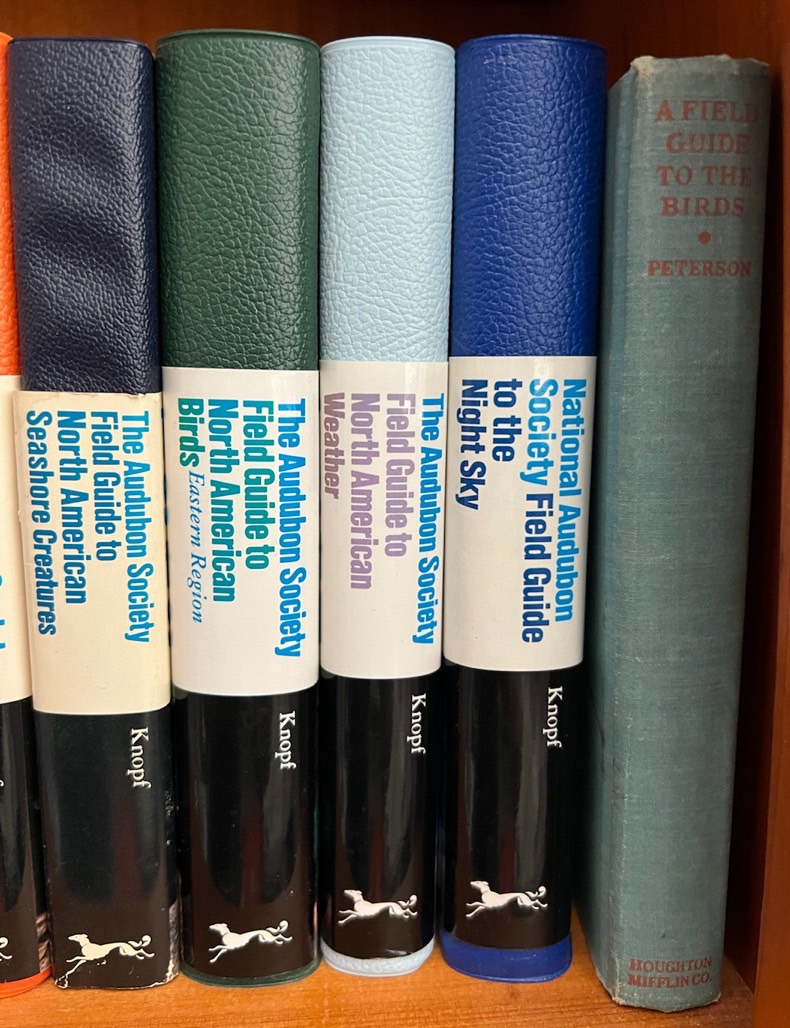 The Audubon Society
Field Guide to
North American
Seashore Creatures
Knopf
The Audubon Society
Field Guide to
North American
Birds Eastern Region
Knopf
The Audubon Society
Field Guide to
North American
Weather
Knopf
National Audubon
Society Field Guide
to the
Night Sky
Knopf
A FIELD
GUIDE
TO THE
BIRDS
•
PETERSON
HOUGHTON
MIFFLIN CO.